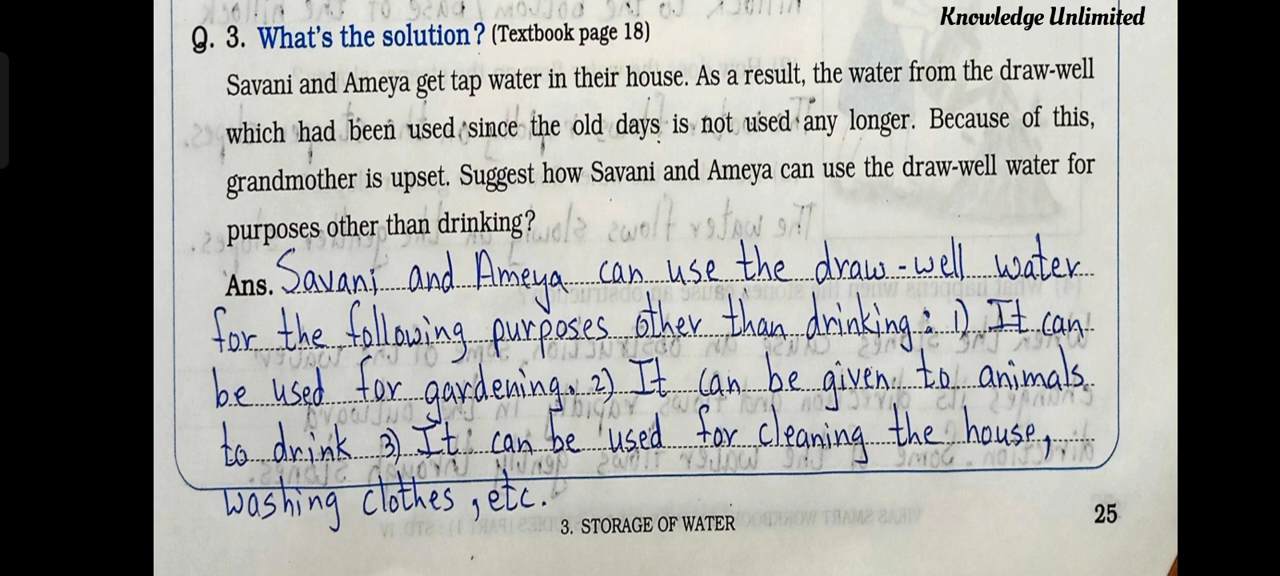 Knowledge Unlimited
Q. 3. What's the solution? (Textbook page 18)
Savani and Ameya get tap water in their house. As a result, the water from the draw-well
which had been used since the old days is not used any longer. Because of this,
grandmother is upset. Suggest how Savani and Ameya can use the draw-well water for
purposes other than drinking?
Ans. Savani and Ameya can use the draw-well water
for the following purposes other than drinking : 1) It can
be used for gardening. 2) It can be given to animals
to drink 3) It can be used for cleaning the house,
washing clothes, etc.
3. STORAGE OF WATER
25